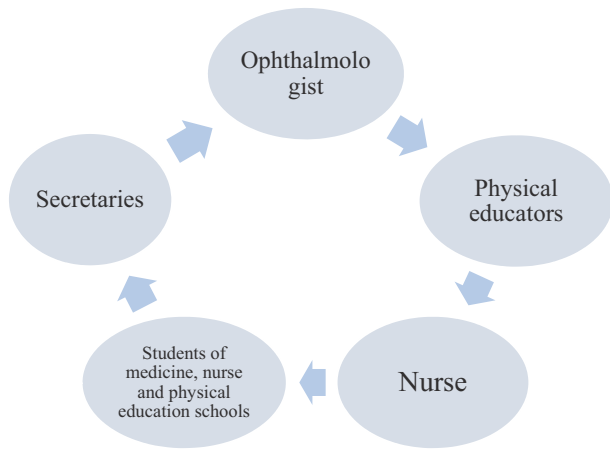 Ophthalmolo
gist
Physical
educators
Nurse
Students of
medicine, nurse
and physical
education schools
Secretaries